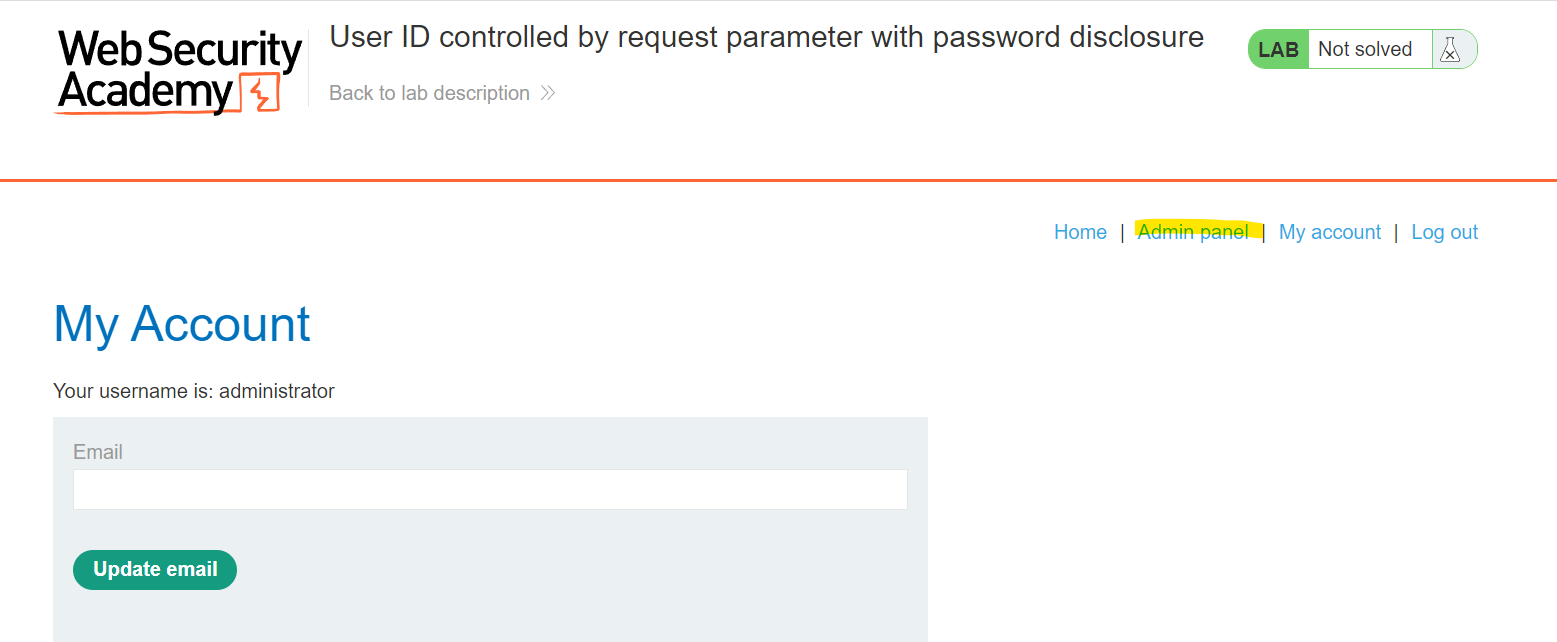 Web Security
Academy
User ID controlled by request parameter with password disclosure
Back to lab description
LAB Not solved
Home | Admin panel | My account | Log out
My Account
Your username is: administrator
Email
Update email